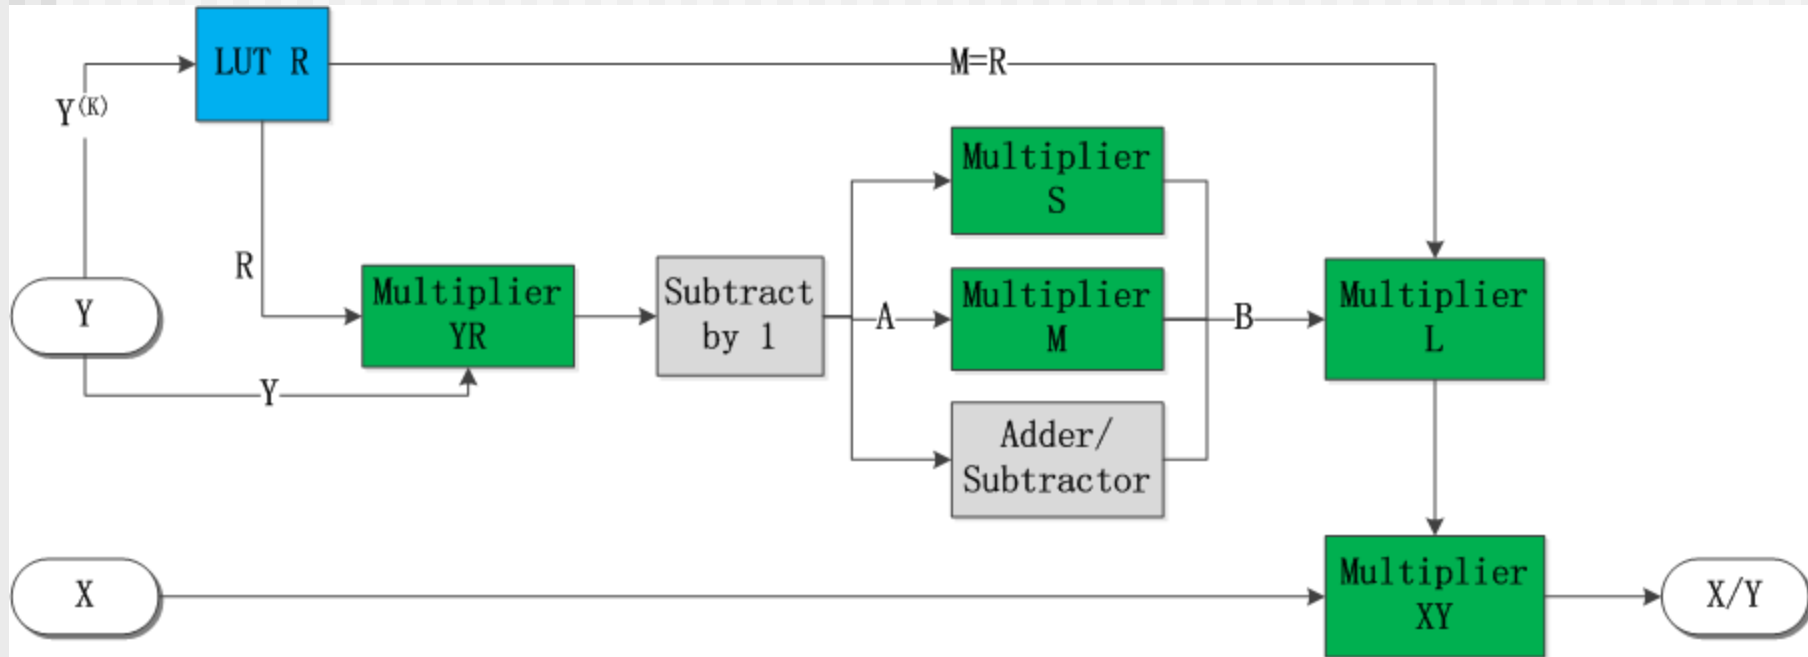 LUT R
M=R
Y(K)
Multiplier
S
R
Multiplier
YR
Subtract
by 1
A
Multiplier
M
B
Multiplier
L
Y
Y
Adder/
Subtractor
X
Multiplier
XY
X/Y